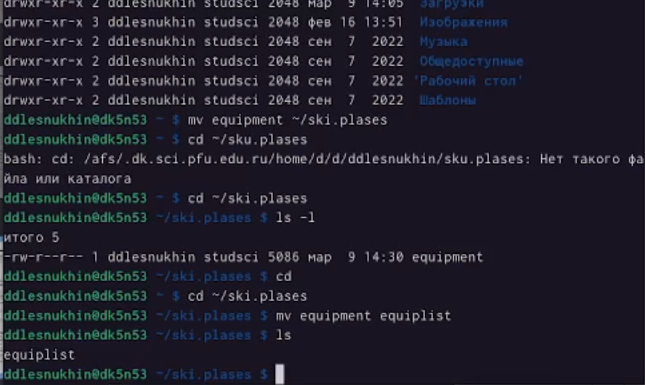 drwxr-xr-x 2 ddlesnukhin studsci 2048 мар  9 14:05  Загрузки
drwxr-xr-x 3 ddlesnukhin studsci 2048 фев 16 13:51  Изображения
drwxr-xr-x 2 ddlesnukhin studsci 2048 сен  7  2022  Музыка
drwxr-xr-x 2 ddlesnukhin studsci 2048 сен  7  2022  Общедоступные
drwxr-xr-x 2 ddlesnukhin studsci 2048 сен  7  2022 'Рабочий стол'
drwxr-xr-x 2 ddlesnukhin studsci 2048 сен  7  2022  Шаблоны
ddlesnukhin@dk5n53 ~ $ mv equipment ~/ski.plases
ddlesnukhin@dk5n53 ~ $ cd ~/sku.plases
bash: cd: /afs/.dk.sci.pfu.edu.ru/home/d/d/ddlesnukhin/sku.plases: Нет такого фа
йла или каталога
ddlesnukhin@dk5n53 ~ $ cd ~/ski.plases
ddlesnukhin@dk5n53 ~/ski.plases $ ls -l
итого 5
-rw-r--r-- 1 ddlesnukhin studsci 5086 мар  9 14:30 equipment
ddlesnukhin@dk5n53 ~/ski.plases $ cd
ddlesnukhin@dk5n53 ~ $ cd ~/ski.plases
ddlesnukhin@dk5n53 ~/ski.plases $ mv equipment equiplist
ddlesnukhin@dk5n53 ~/ski.plases $ ls
equiplist
ddlesnukhin@dk5n53 ~/ski.plases $